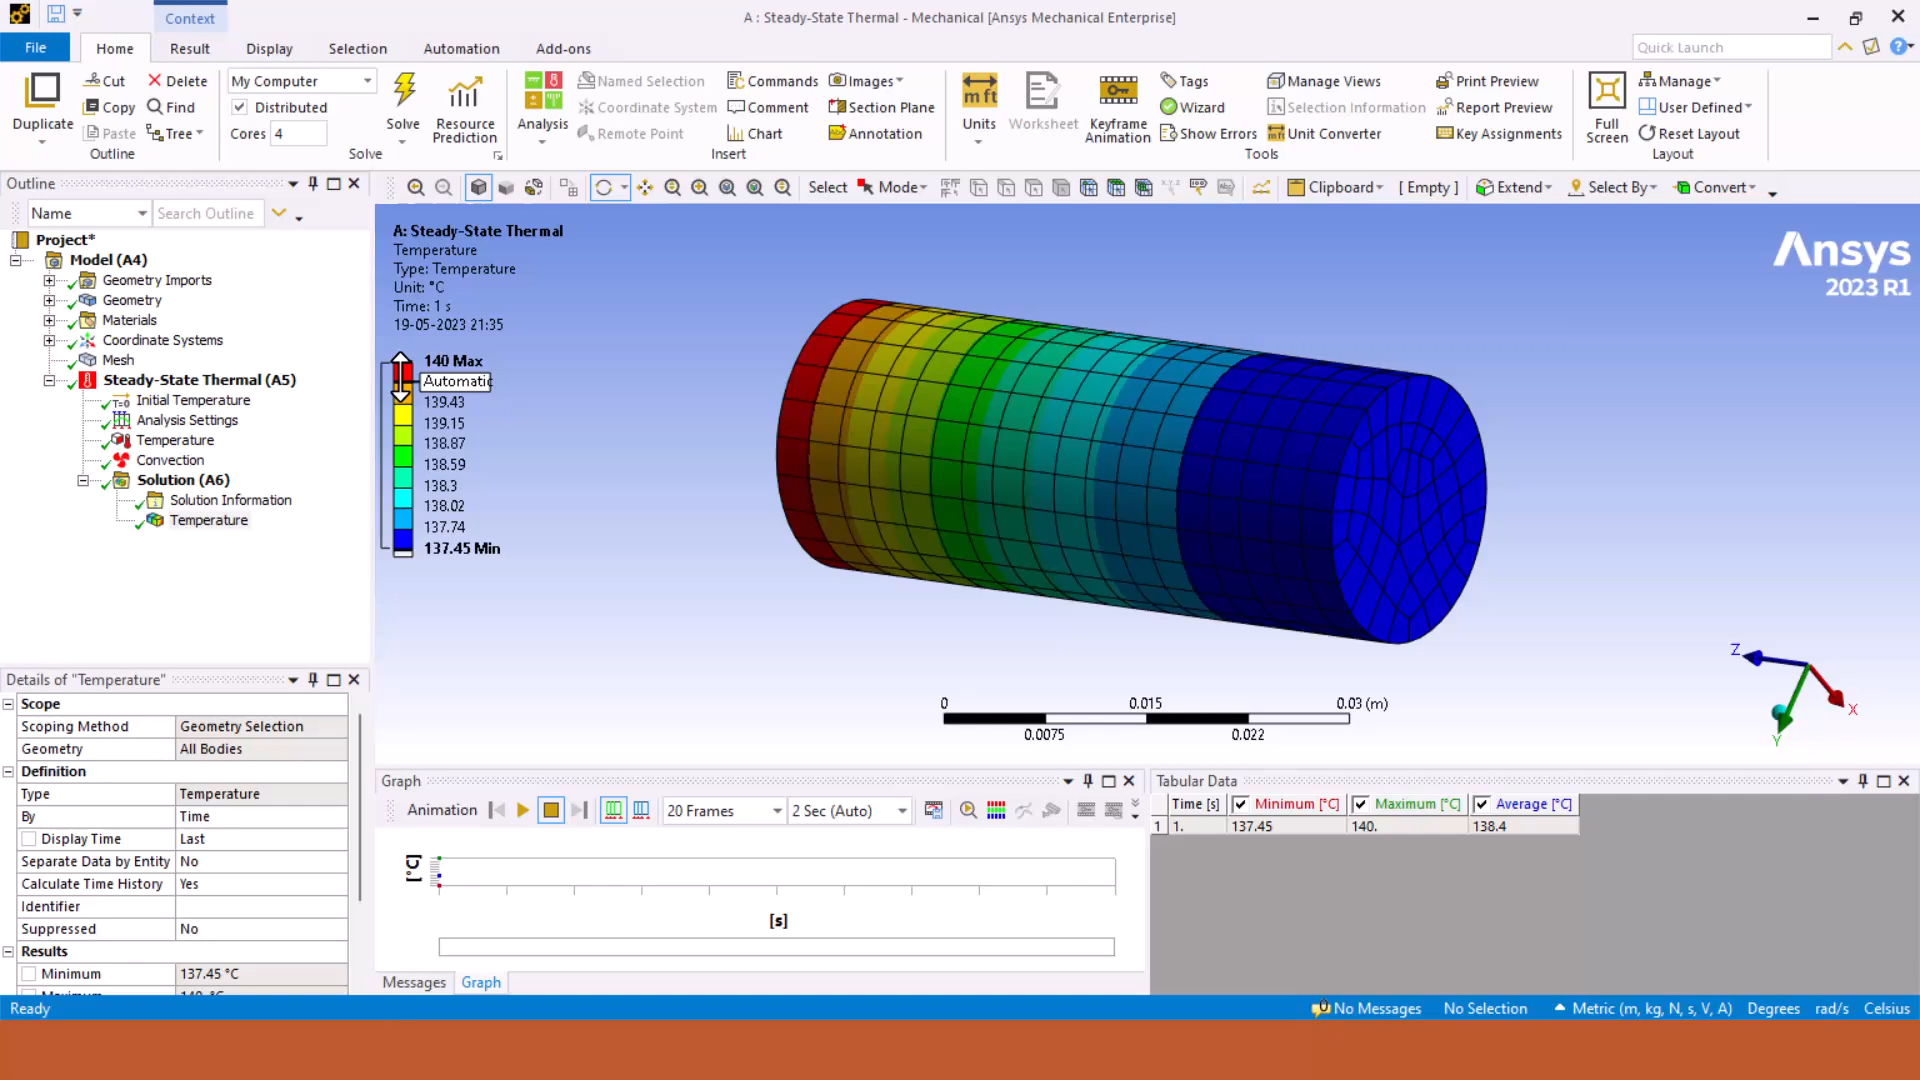 Context
A : Steady-State Thermal - Mechanical [Ansys Mechanical Enterprise]
File Home Result Display Selection Automation Add-ons
Quick Launch
Duplicate
Cut
Copy
Paste
Delete
Find
Tree
Outline
My Computer
Distributed
Cores 4
Solve
Resource
Prediction
Solve
Analysis
Named Selection
Coordinate System
Remote Point
Commands
Comment
Chart
Images
Section Plane
Annotation
Insert
Units
Worksheet
Keyframe
Animation
Tags
Wizard
Show Errors
Manage Views
Selection Information
Unit Converter
Print Preview
Report Preview
Key Assignments
Tools
Full
Screen
Manage
User Defined
Reset Layout
Layout
Outline
Name
Search Outline
Select Mode
Clipboard [ Empty ] Extend Select By Convert
Project*
Model (A4)
Geometry Imports
Geometry
Materials
Coordinate Systems
Mesh
Steady-State Thermal (A5)
T=0 Initial Temperature
Analysis Settings
Temperature
Convection
Solution (A6)
Solution Information
Temperature
A: Steady-State Thermal
Temperature
Type: Temperature
Unit: °C
Time: 1 s
19-05-2023 21:35
140 Max
Automatic
139.43
139.15
138.87
138.59
138.3
138.02
137.74
137.45 Min
Ansys
2023 R1
0 0.015 0.03 (m)
0.0075 0.022
Z
X
Y
Details of "Temperature"
Scope
Scoping Method Geometry Selection
Geometry All Bodies
Definition
Type Temperature
By Time
Display Time Last
Separate Data by Entity No
Calculate Time History Yes
Identifier
Suppressed No
Results
Minimum 137.45 °C
Maximum 140. °C
Graph
Animation 20 Frames 2 Sec (Auto)
[°C]
[s]
Messages Graph
Tabular Data
Time [s] Minimum [°C] Maximum [°C] Average [°C]
1 1. 137.45 140. 138.4
Ready
No Messages No Selection Metric (m, kg, N, s, V, A) Degrees rad/s Celsius